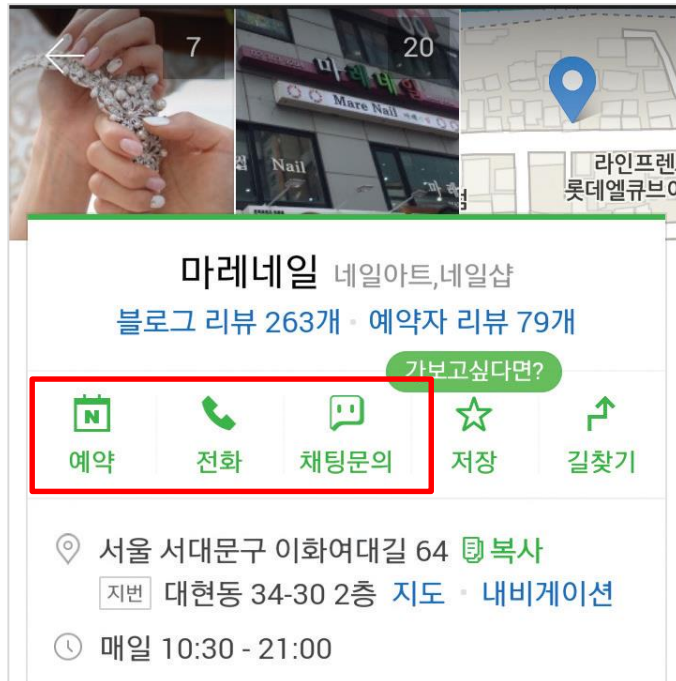 7
20
마레네일
Mare Nail
Nail
라인프렌
롯데엘큐브
마레네일 네일아트,네일샵
블로그 리뷰 263개 · 예약자 리뷰 79개
가보고싶다면?
N
예약 전화 채팅문의 저장 길찾기
서울 서대문구 이화여대길 64 복사
지번 대현동 34-30 2층 지도 · 내비게이션
매일 10:30 - 21:00